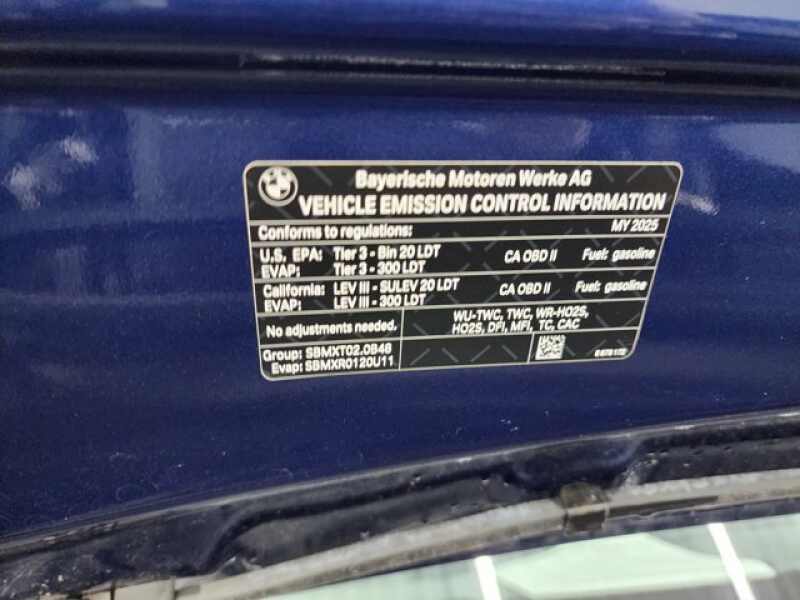 Bayerische Motoren Werke AG
VEHICLE EMISSION CONTROL INFORMATION
Conforms to regulations: MY 2025
U.S. EPA: Tier 3 - Bin 20 LDT CA OBD II Fuel: gasoline
EVAP: Tier 3 - 300 LDT
California: LEV III - SULEV 20 LDT CA OBD II Fuel: gasoline
EVAP: LEV III - 300 LDT
No adjustments needed. WU-TWC, TWC, WR-HO2S,
HO2S, DFI, MFI, TC, CAC
Group: SBMXT02.0B48
Evap: SBMXR0120U11